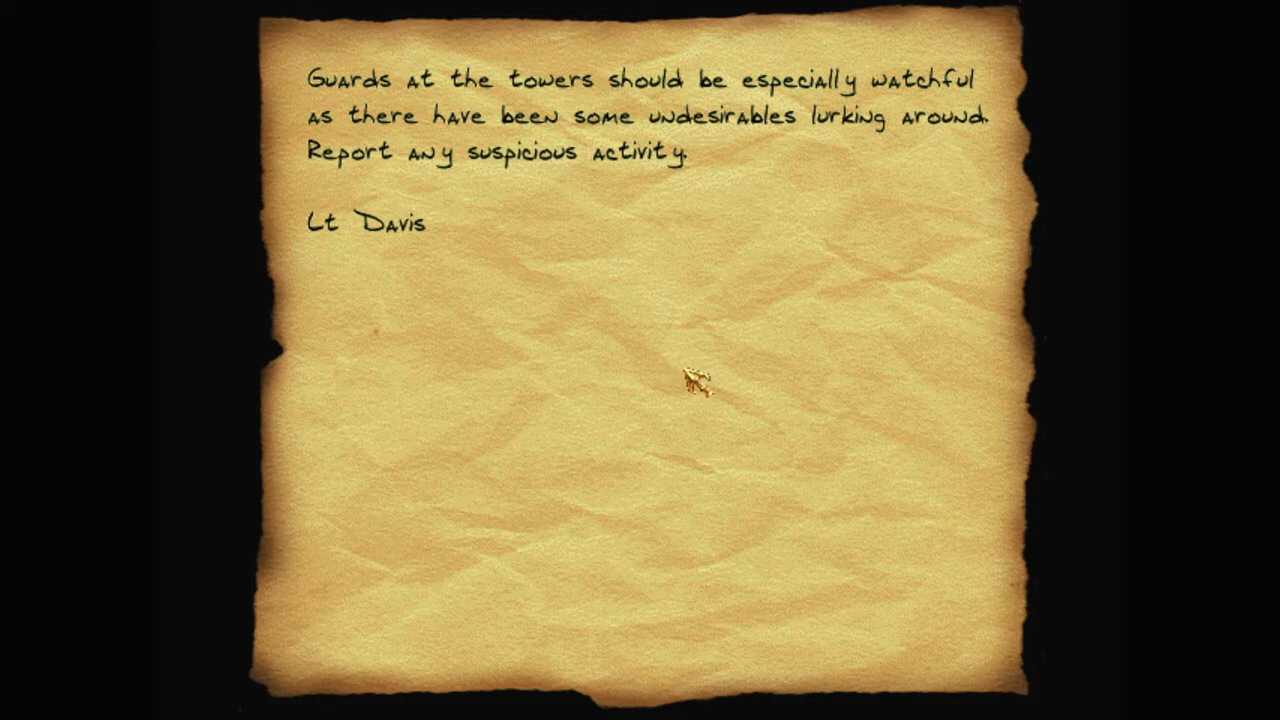 Guards at the towers should be especially watchful
as there have been some undesirables lurking around.
Report any suspicious activity.
Lt Davis